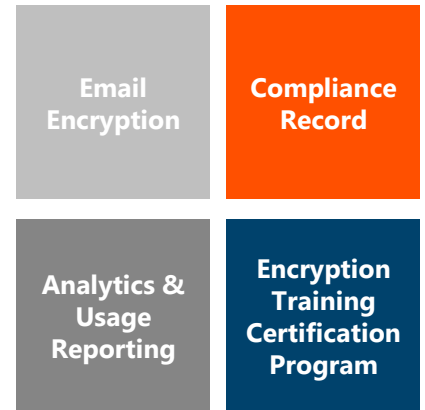 Email
Encryption
Compliance
Record
Analytics &
Usage
Reporting
Encryption
Training
Certification
Program